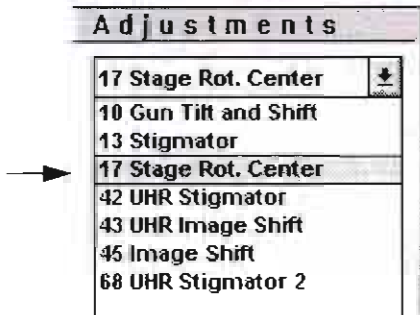 Adjustments
17 Stage Rot. Center
10 Gun Tilt and Shift
13 Stigmator
17 Stage Rot. Center
42 UHR Stigmator
43 UHR Image Shift
45 Image Shift
68 UHR Stigmator 2